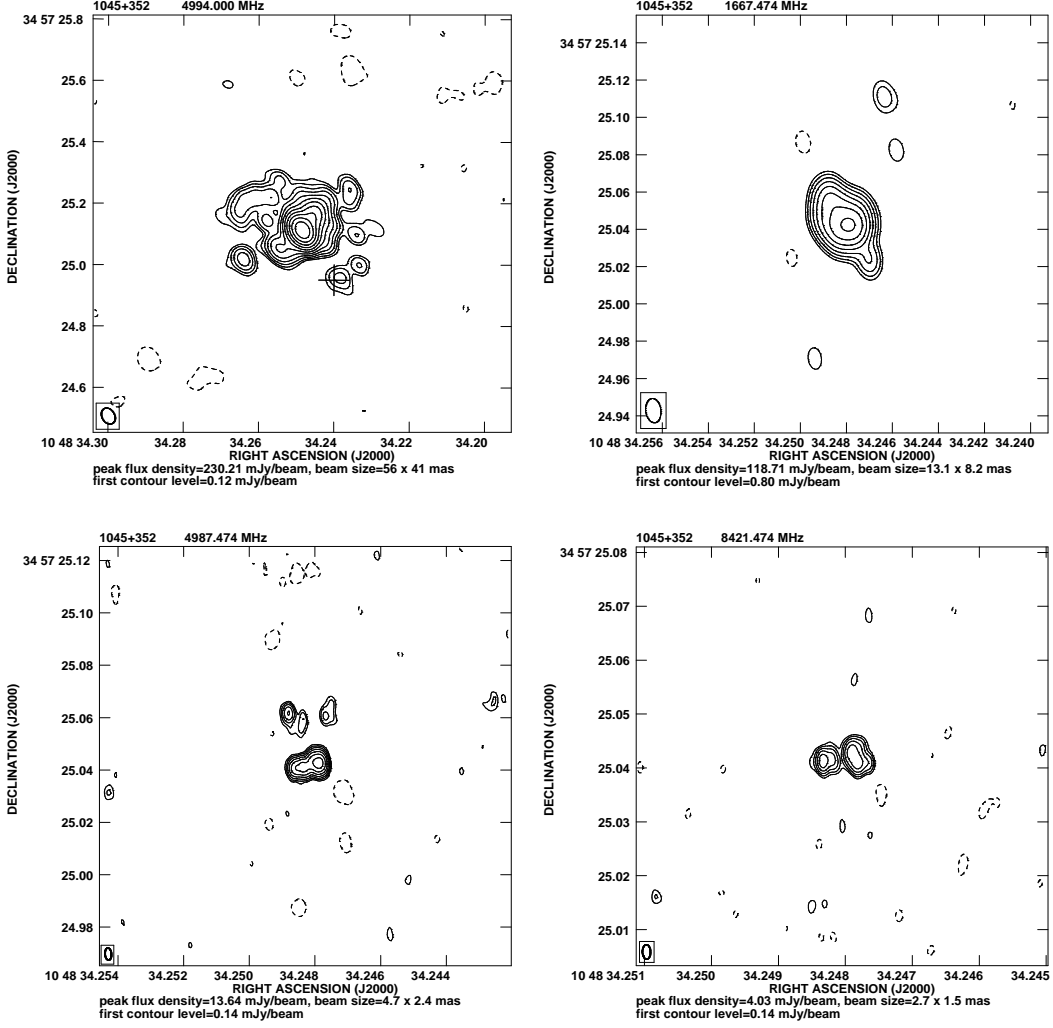 1045+352 4994.000 MHz
34 57 25.8
25.6
25.4
25.2
25.0
24.8
24.6
DECLINATION (J2000)
10 48 34.30 34.28 34.26 34.24 34.22 34.20
RIGHT ASCENSION (J2000)
peak flux density=230.21 mJy/beam, beam size=56 x 41 mas
first contour level=0.12 mJy/beam
1045+352 1667.474 MHz
34 57 25.14
25.12
25.10
25.08
25.06
25.04
25.02
25.00
24.98
24.96
24.94
DECLINATION (J2000)
10 48 34.256 34.254 34.252 34.250 34.248 34.246 34.244 34.242 34.240
RIGHT ASCENSION (J2000)
peak flux density=118.71 mJy/beam, beam size=13.1 x 8.2 mas
first contour level=0.80 mJy/beam
1045+352 4987.474 MHz
34 57 25.12
25.10
25.08
25.06
25.04
25.02
25.00
24.98
DECLINATION (J2000)
10 48 34.254 34.252 34.250 34.248 34.246 34.244
RIGHT ASCENSION (J2000)
peak flux density=13.64 mJy/beam, beam size=4.7 x 2.4 mas
first contour level=0.14 mJy/beam
1045+352 8421.474 MHz
34 57 25.08
25.07
25.06
25.05
25.04
25.03
25.02
25.01
DECLINATION (J2000)
10 48 34.251 34.250 34.249 34.248 34.247 34.246 34.245
RIGHT ASCENSION (J2000)
peak flux density=4.03 mJy/beam, beam size=2.7 x 1.5 mas
first contour level=0.14 mJy/beam